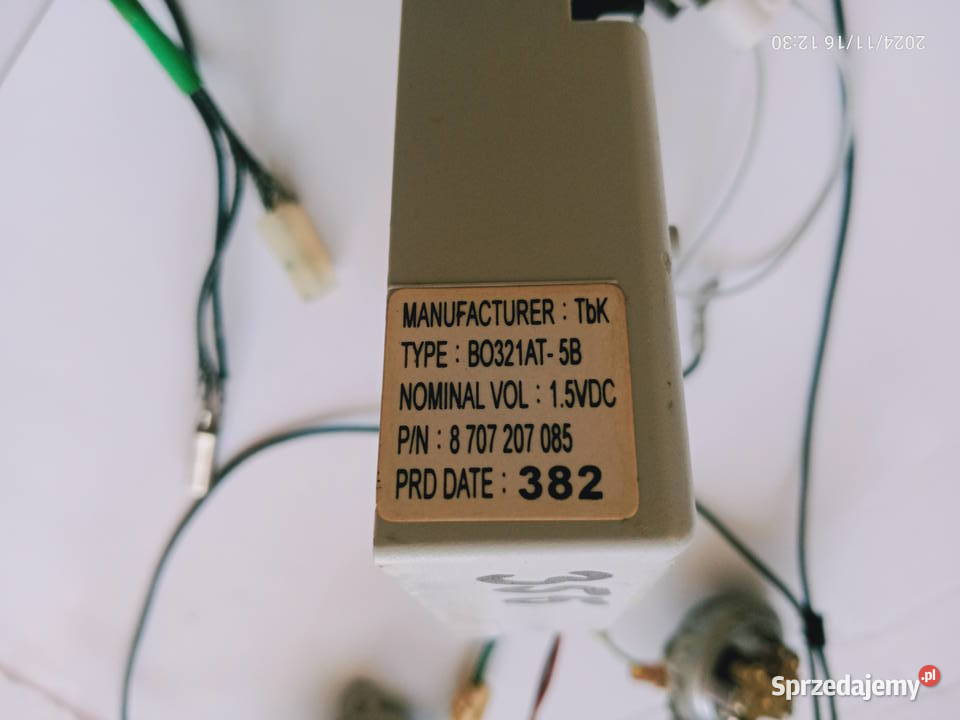 2024/11/16 12:30
MANUFACTURER : TbK
TYPE : BO321AT- 5B
NOMINAL VOL : 1.5VDC
P/N : 8 707 207 085
PRD DATE : 382
355
Sprzedajemy.pl